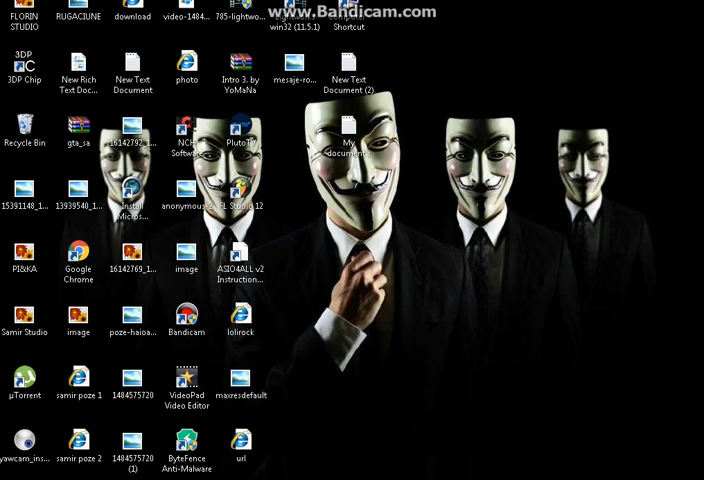 www.Bandicam.com
FLORIN
STUDIO
RUGACIUNE
download
video-1484...
785-lightwo...
win32 (11.5.1)
Shortcut
3DP Chip
New Rich
Text Doc...
New Text
Document
photo
Intro 3. by
YoMaNa
mesaje-ro...
New Text
Document (2)
Recycle Bin
gta_sa
16142792_1...
NCH
Software
PlutoTV
My
document
15391148_1...
13939540_1...
Install
Micros...
anonymous-2
FL Studio 12
PI&KA
Google
Chrome
16142769_1...
image
ASIO4ALL v2
Instruction...
Samir Studio
image
poze-haioa...
Bandicam
lolirock
µTorrent
samir poze 1
1484575720
VideoPad
Video Editor
maxresdefault
yawcam_ins...
samir poze 2
1484575720
(1)
ByteFence
Anti-Malware
url